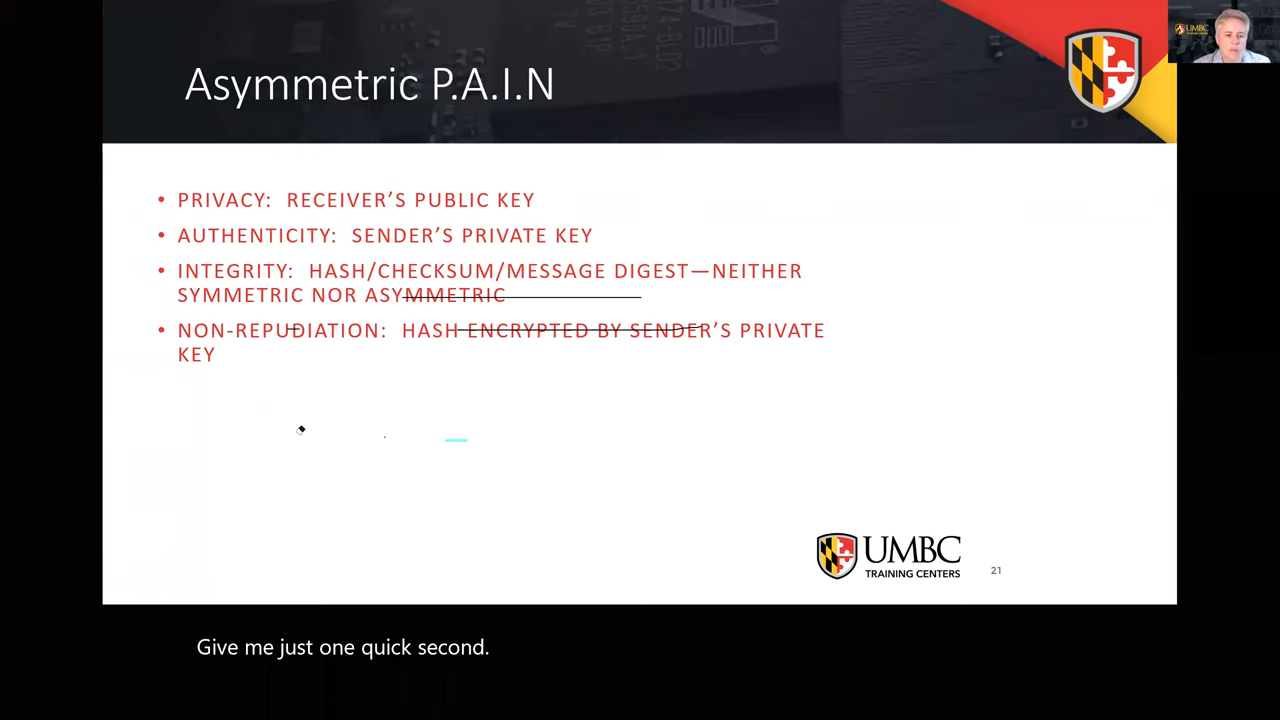 Asymmetric P.A.I.N
• PRIVACY: RECEIVER'S PUBLIC KEY
• AUTHENTICITY: SENDER'S PRIVATE KEY
• INTEGRITY: HASH/CHECKSUM/MESSAGE DIGEST—NEITHER
SYMMETRIC NOR ASYMMETRIC
• NON-REPUDIATION: HASH ENCRYPTED BY SENDER'S PRIVATE
KEY
UMBC
UMBC
TRAINING CENTERS
21
Give me just one quick second.